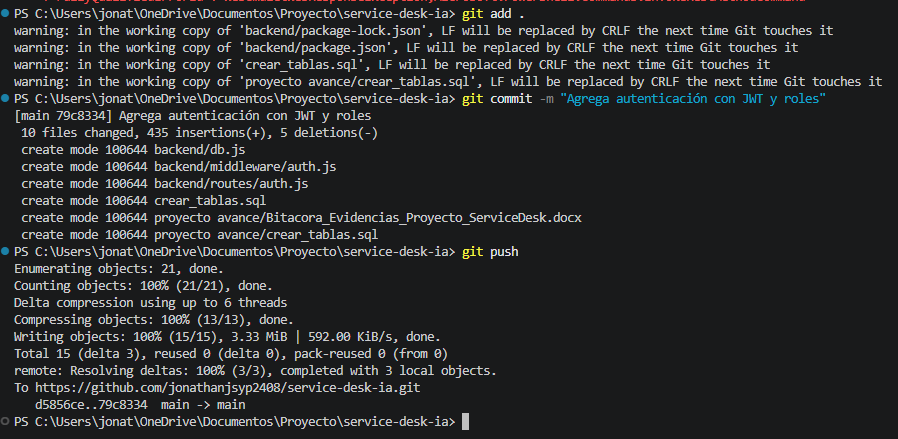 PS C:\Users\jonat\OneDrive\Documentos\Proyecto\service-desk-ia> git add .
warning: in the working copy of 'backend/package-lock.json', LF will be replaced by CRLF the next time Git touches it
warning: in the working copy of 'backend/package.json', LF will be replaced by CRLF the next time Git touches it
warning: in the working copy of 'crear_tablas.sql', LF will be replaced by CRLF the next time Git touches it
warning: in the working copy of 'proyecto avance/crear_tablas.sql', LF will be replaced by CRLF the next time Git touches it
PS C:\Users\jonat\OneDrive\Documentos\Proyecto\service-desk-ia> git commit -m "Agrega autenticación con JWT y roles"
[main 79c8334] Agrega autenticación con JWT y roles
10 files changed, 435 insertions(+), 5 deletions(-)
create mode 100644 backend/db.js
create mode 100644 backend/middleware/auth.js
create mode 100644 backend/routes/auth.js
create mode 100644 crear_tablas.sql
create mode 100644 proyecto avance/Bitacora_Evidencias_Proyecto_ServiceDesk.docx
create mode 100644 proyecto avance/crear_tablas.sql
PS C:\Users\jonat\OneDrive\Documentos\Proyecto\service-desk-ia> git push
Enumerating objects: 21, done.
Counting objects: 100% (21/21), done.
Delta compression using up to 6 threads
Compressing objects: 100% (13/13), done.
Writing objects: 100% (15/15), 3.33 MiB | 592.00 KiB/s, done.
Total 15 (delta 3), reused 0 (delta 0), pack-reused 0 (from 0)
remote: Resolving deltas: 100% (3/3), completed with 3 local objects.
To https://github.com/jonathanjsyp2408/service-desk-ia.git
d5856ce..79c8334 main -> main
PS C:\Users\jonat\OneDrive\Documentos\Proyecto\service-desk-ia>